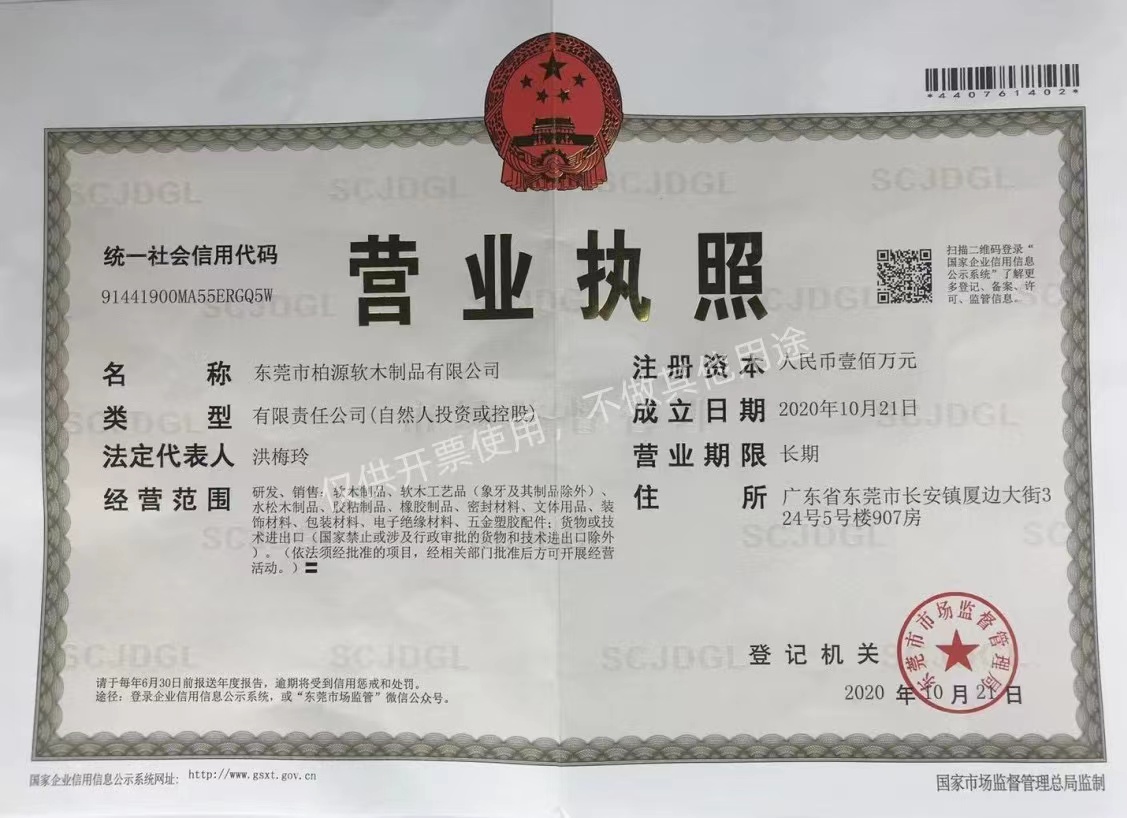 *440761402*
统一社会信用代码
91441900MA55ERGQ5W
营业执照
扫描二维码登录“
国家企业信用信息
公示系统”了解更
多登记、备案、许
可、监管信息。
名称 东莞市柏源软木制品有限公司
类型 有限责任公司(自然人投资或控股)
法定代表人 洪梅玲
经营范围 研发、销售：软木制品、软木工艺品（象牙及其制品除外）、
水松木制品、胶粘制品、橡胶制品、密封材料、文体用品、装
饰材料、包装材料、电子绝缘材料、五金塑胶配件；货物或技
术进出口（国家禁止或涉及行政审批的货物和技术进出口除外
）。（依法须经批准的项目，经相关部门批准后方可开展经营
活动。）〓
注册资本 人民币壹佰万元
成立日期 2020年10月21日
营业期限 长期
住所 广东省东莞市长安镇厦边大街3
24号5号楼907房
仅供开票使用，不做其他用途
SCJDGL SCJDGL SCJDGL SCJDGL
SCJDGL SCJDGL SCJDGL SCJDGL
登记机关
东莞市市场监督管理局
2020 年 10 月 21 日
请于每年6月30日前报送年度报告，逾期将受到信用惩戒和处罚。
途径：登录企业信用信息公示系统，或“东莞市场监管”微信公众号。
国家企业信用信息公示系统网址：http://www.gsxt.gov.cn
国家市场监督管理总局监制